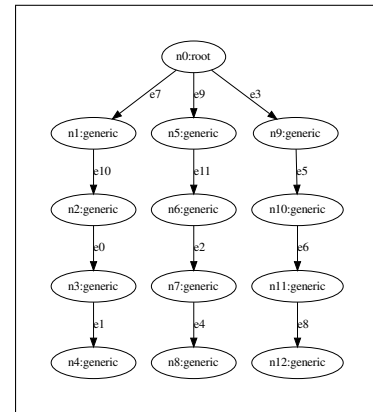 n0:root
e7 e9 e3
n1:generic n5:generic n9:generic
e10 e11 e5
n2:generic n6:generic n10:generic
e0 e2 e6
n3:generic n7:generic n11:generic
e1 e4 e8
n4:generic n8:generic n12:generic